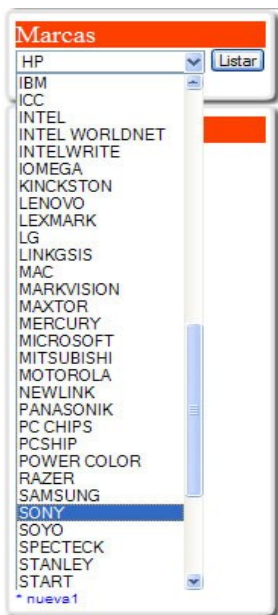 Marcas
HP
Listar
IBM
ICC
INTEL
INTEL WORLDNET
INTELWRITE
IOMEGA
KINCKSTON
LENOVO
LEXMARK
LG
LINKGSIS
MAC
MARKVISION
MAXTOR
MERCURY
MICROSOFT
MITSUBISHI
MOTOROLA
NEWLINK
PANASONIK
PC CHIPS
PCSHIP
POWER COLOR
RAZER
SAMSUNG
SONY
SOYO
SPECTECK
STANLEY
START
* nueva1